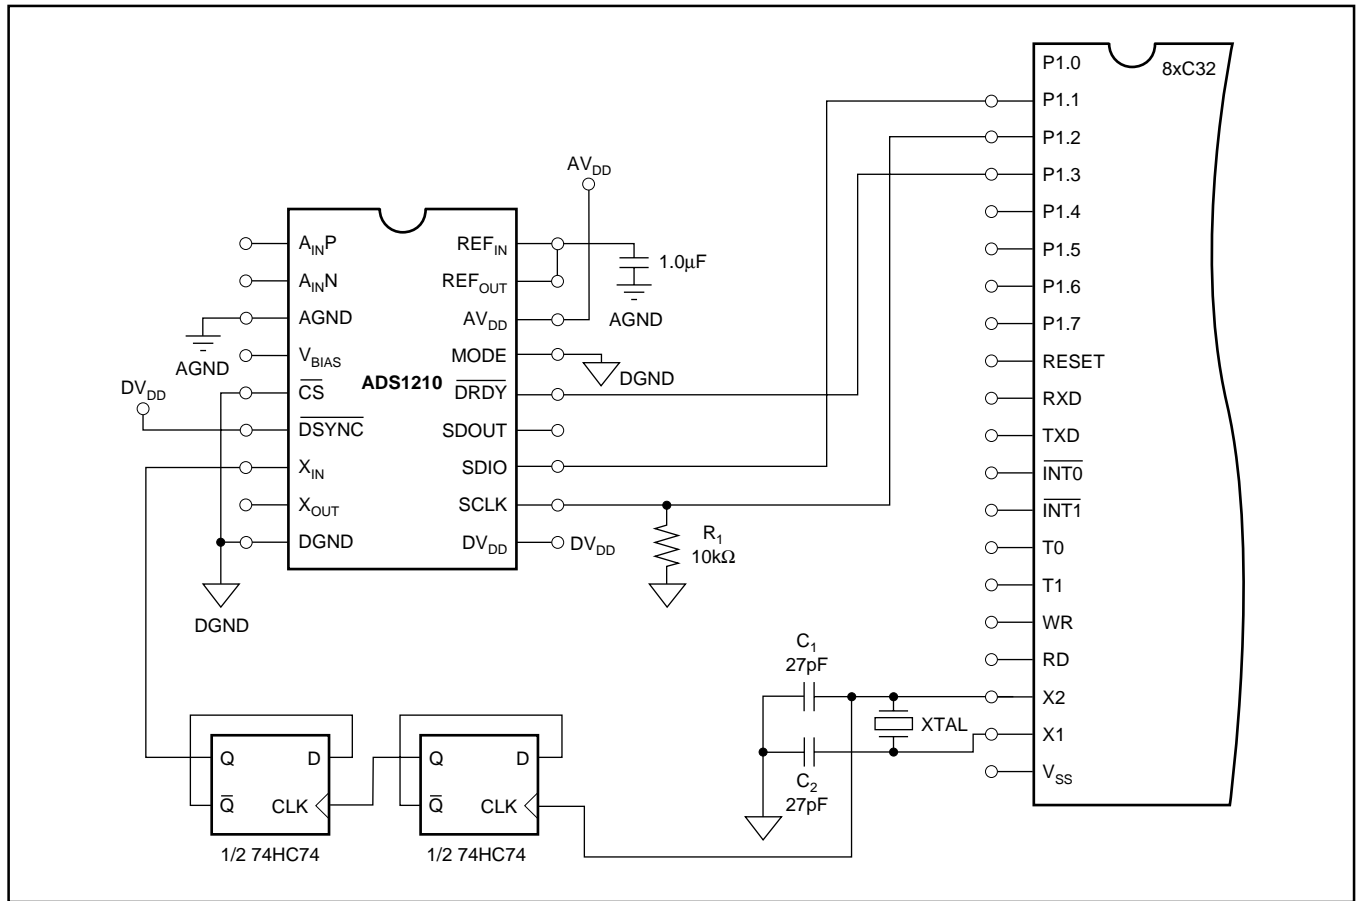 P1.0
8xC32
P1.1
P1.2
P1.3
P1.4
P1.5
P1.6
P1.7
RESET
RXD
TXD
INT0
INT1
T0
T1
WR
RD
X2
X1
VSS
AVDD
AINP
AINN
AGND
VBIAS
CS
DSYNC
XIN
XOUT
DGND
ADS1210
REFIN
REFOUT
AVDD
MODE
DRDY
SDOUT
SDIO
SCLK
DVDD
1.0μF
AGND
DGND
AGND
DVDD
DVDD
R1
10kΩ
DGND
C1
27pF
XTAL
C2
27pF
Q
D
Q
CLK
1/2 74HC74
Q
D
Q
CLK
1/2 74HC74